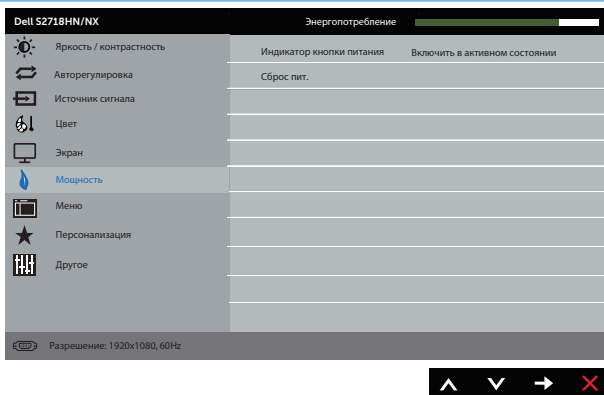 Dell S2718HN/NX
Энергопотребление
Яркость / контрастность
Индикатор кнопки питания Включить в активном состоянии
Авторегулировка
Сброс пит.
Источник сигнала
Цвет
Экран
Мощность
Меню
Персонализация
Другое
Разрешение: 1920x1080, 60Hz